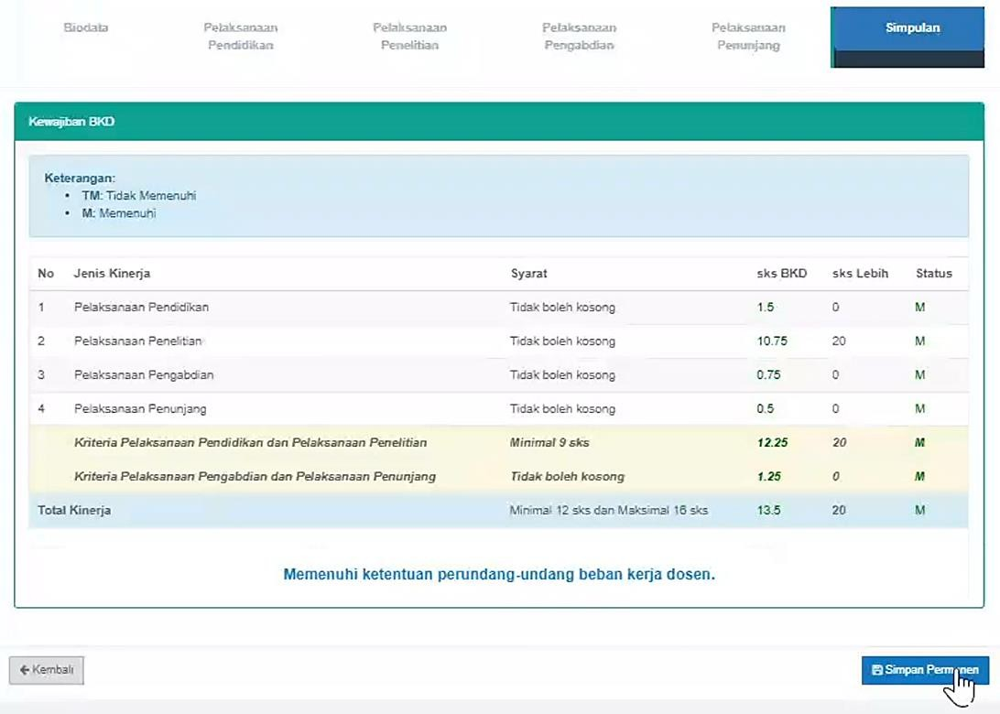 Biodata
Pelaksanaan
Pendidikan
Pelaksanaan
Penelitian
Pelaksanaan
Pengabdian
Pelaksanaan
Penunjang
Simpulan
Kewajiban BKD
Keterangan:
• TM: Tidak Memenuhi
• M: Memenuhi
No Jenis Kinerja Syarat sks BKD sks Lebih Status
1 Pelaksanaan Pendidikan Tidak boleh kosong 1.5 0 M
2 Pelaksanaan Penelitian Tidak boleh kosong 10.75 20 M
3 Pelaksanaan Pengabdian Tidak boleh kosong 0.75 0 M
4 Pelaksanaan Penunjang Tidak boleh kosong 0.5 0 M
Kriteria Pelaksanaan Pendidikan dan Pelaksanaan Penelitian Minimal 9 sks 12.25 20 M
Kriteria Pelaksanaan Pengabdian dan Pelaksanaan Penunjang Tidak boleh kosong 1.25 0 M
Total Kinerja Minimal 12 sks dan Maksimal 16 sks 13.5 20 M
Memenuhi ketentuan perundang-undang beban kerja dosen.
Kembali
Simpan Permanen